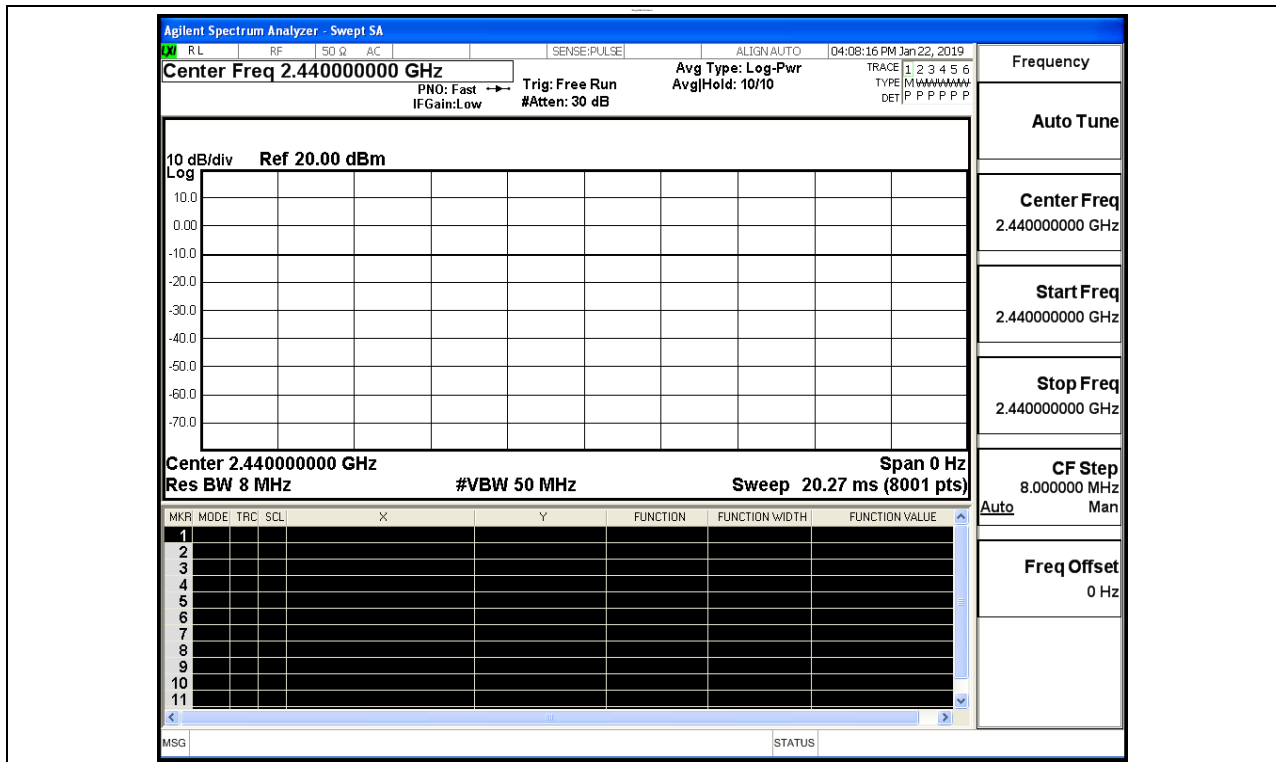 Agilent Spectrum Analyzer - Swept SA
LXI RL RF 50 Ω AC SENSE:PULSE ALIGNAUTO 04:08:16 PM Jan 22, 2019
Center Freq 2.440000000 GHz
PNO: Fast
IFGain:Low
Trig: Free Run
#Atten: 30 dB
Avg Type: Log-Pwr
Avg|Hold: 10/10
TRACE 1 2 3 4 5 6
TYPE M
DET P P P P P P
10 dB/div Ref 20.00 dBm
Log
10.0
0.00
-10.0
-20.0
-30.0
-40.0
-50.0
-60.0
-70.0
Center 2.440000000 GHz Span 0 Hz
Res BW 8 MHz #VBW 50 MHz Sweep 20.27 ms (8001 pts)
MKR MODE TRC SCL X Y FUNCTION FUNCTION WIDTH FUNCTION VALUE
1
2
3
4
5
6
7
8
9
10
11
MSG STATUS
Frequency
Auto Tune
Center Freq
2.440000000 GHz
Start Freq
2.440000000 GHz
Stop Freq
2.440000000 GHz
CF Step
8.000000 MHz
Auto Man
Freq Offset
0 Hz